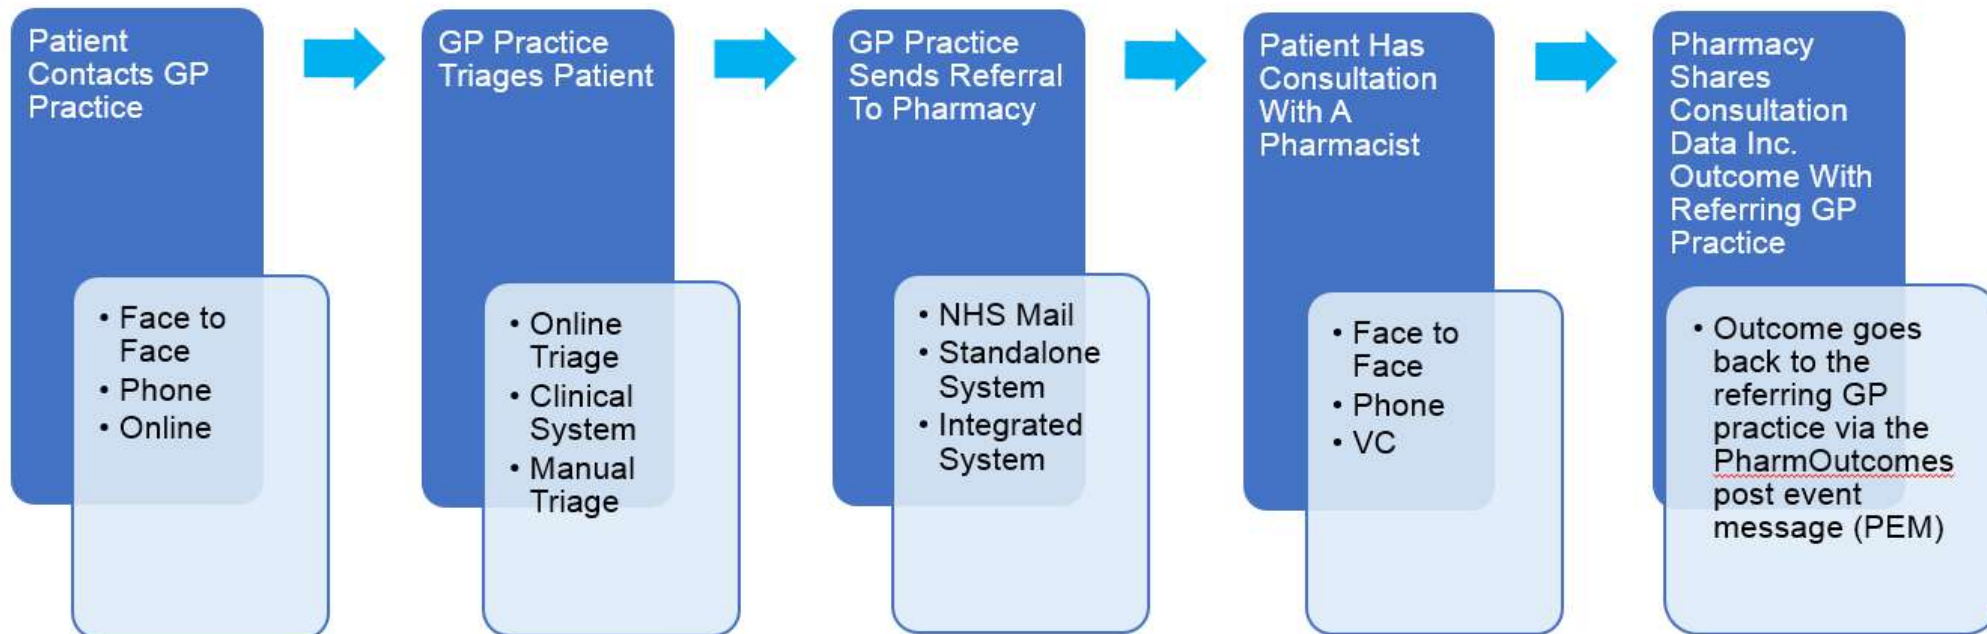 Patient
Contacts GP
Practice
• Face to
Face
• Phone
• Online
GP Practice
Triages Patient
• Online
Triage
• Clinical
System
• Manual
Triage
GP Practice
Sends Referral
To Pharmacy
• NHS Mail
• Standalone
System
• Integrated
System
Patient Has
Consultation
With A
Pharmacist
• Face to
Face
• Phone
• VC
Pharmacy
Shares
Consultation
Data Inc.
Outcome With
Referring GP
Practice
• Outcome goes
back to the
referring GP
practice via the
PharmOutcomes
post event
message (PEM)